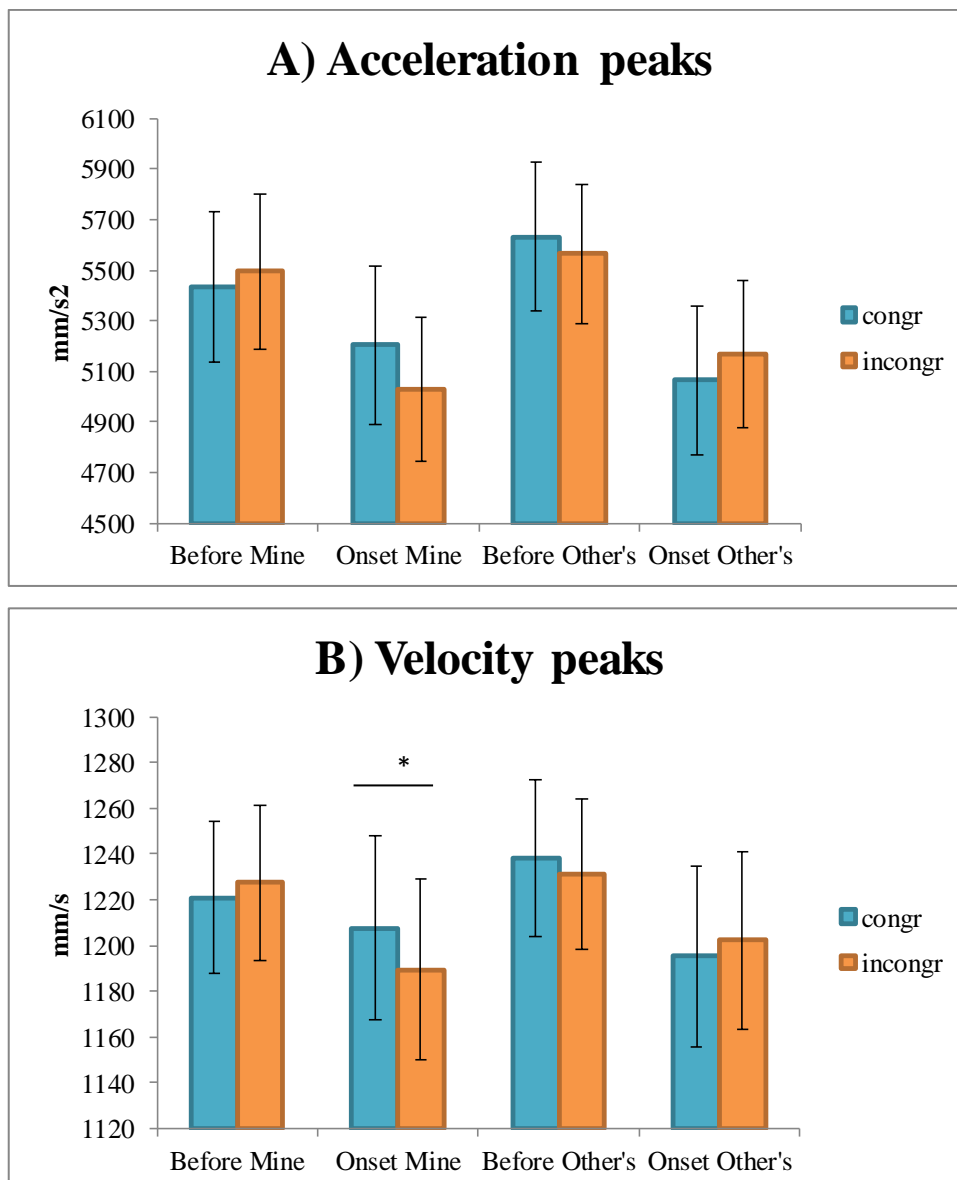 A) Acceleration peaks
6100
5900
5700
5500
5300
5100
4900
4700
4500
mm/s2
Before Mine Onset Mine Before Other's Onset Other's
congr
incongr
B) Velocity peaks
1300
1280
1260
1240
1220
1200
1180
1160
1140
1120
mm/s
*
Before Mine Onset Mine Before Other's Onset Other's
congr
incongr